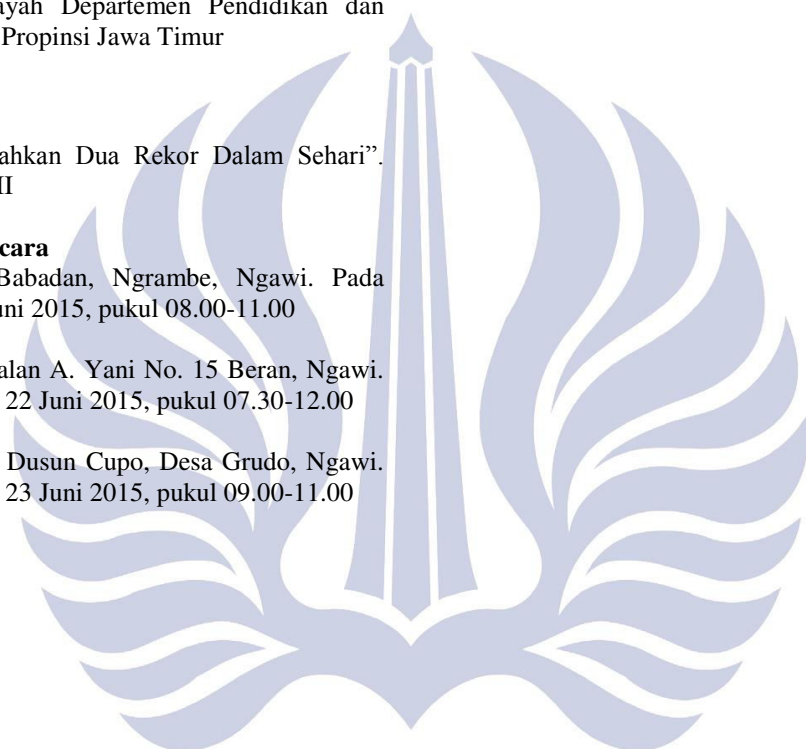 ayah Departemen Pendidikan dan
Propinsi Jawa Timur
ahkan Dua Rekor Dalam Sehari”.
II
cara
Babadan, Ngrambe, Ngawi. Pada
uni 2015, pukul 08.00-11.00
alan A. Yani No. 15 Beran, Ngawi.
22 Juni 2015, pukul 07.30-12.00
Dusun Cupo, Desa Grudo, Ngawi.
23 Juni 2015, pukul 09.00-11.00